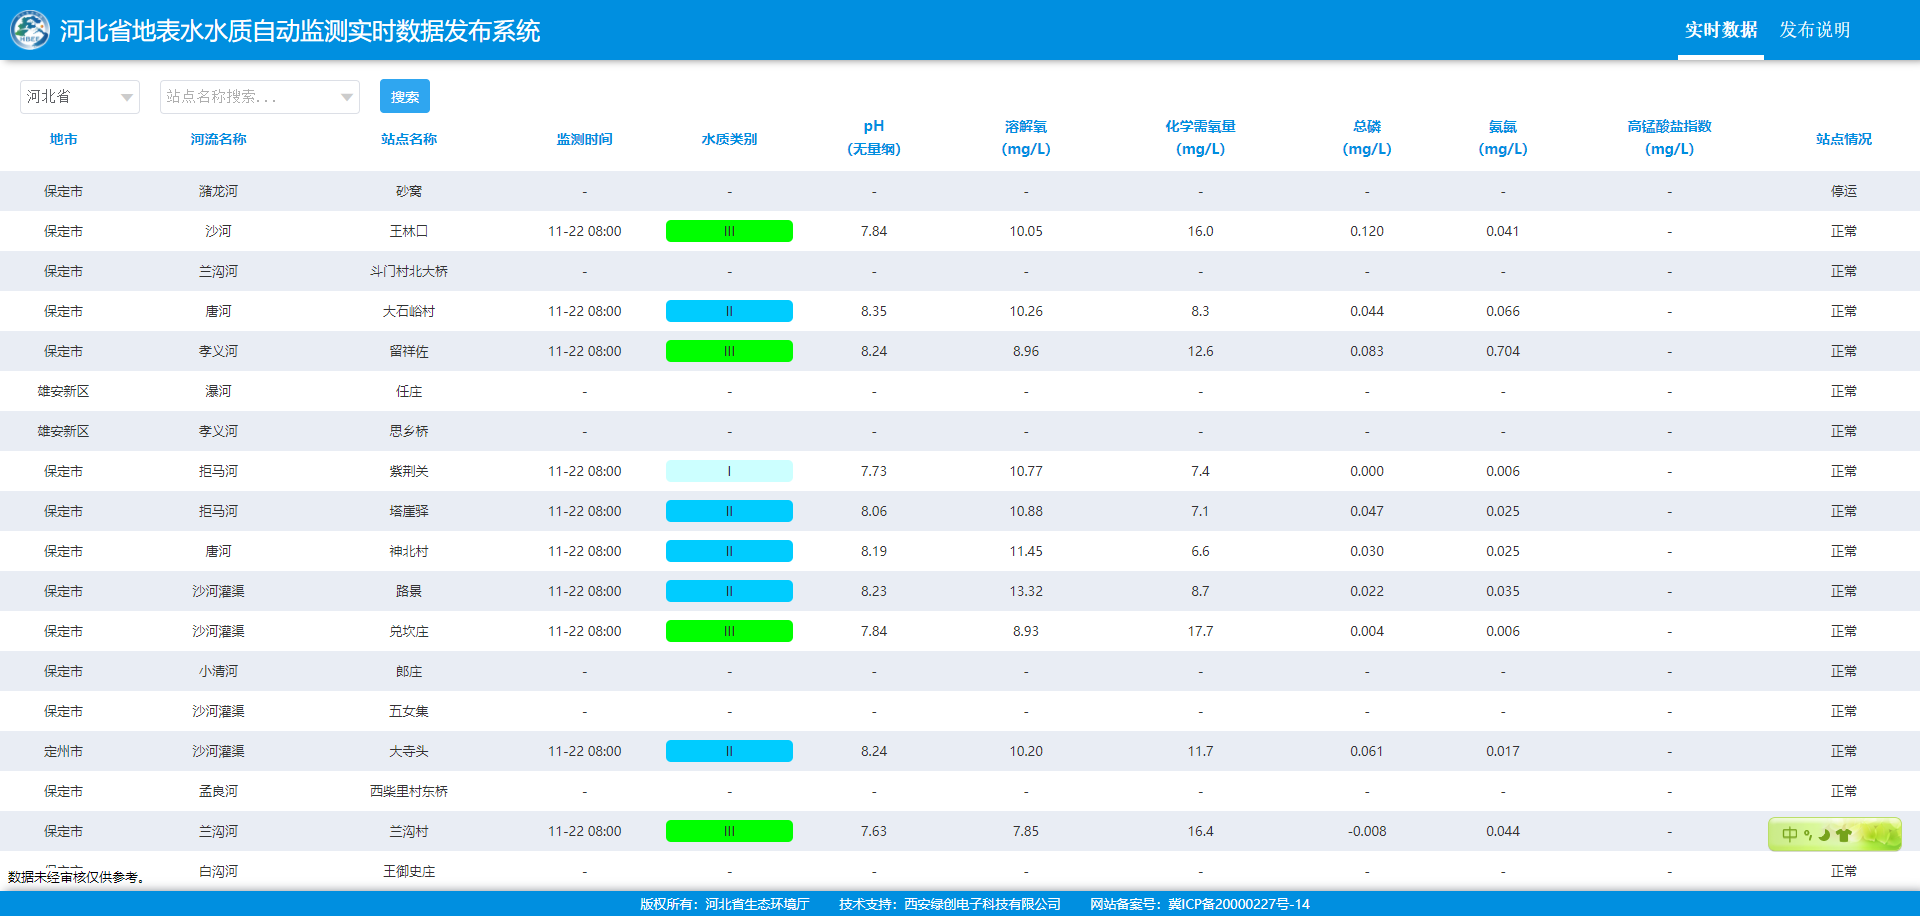 河北省地表水水质自动监测实时数据发布系统 实时数据 发布说明
河北省 站点名称搜索... 搜索
地市 河流名称 站点名称 监测时间 水质类别 pH (无量纲) 溶解氧 (mg/L) 化学需氧量 (mg/L) 总磷 (mg/L) 氨氮 (mg/L) 高锰酸盐指数 (mg/L) 站点情况
保定市 潴龙河 砂窝 - - - - - - - - 停运
保定市 沙河 王林口 11-22 08:00 III 7.84 10.05 16.0 0.120 0.041 - 正常
保定市 兰沟河 斗门村北大桥 - - - - - - - - 正常
保定市 唐河 大石峪村 11-22 08:00 II 8.35 10.26 8.3 0.044 0.066 - 正常
保定市 孝义河 留祥佐 11-22 08:00 III 8.24 8.96 12.6 0.083 0.704 - 正常
雄安新区 瀑河 任庄 - - - - - - - - 正常
雄安新区 孝义河 思乡桥 - - - - - - - - 正常
保定市 拒马河 紫荆关 11-22 08:00 I 7.73 10.77 7.4 0.000 0.006 - 正常
保定市 拒马河 塔崖驿 11-22 08:00 II 8.06 10.88 7.1 0.047 0.025 - 正常
保定市 唐河 神北村 11-22 08:00 II 8.19 11.45 6.6 0.030 0.025 - 正常
保定市 沙河灌渠 路景 11-22 08:00 II 8.23 13.32 8.7 0.022 0.035 - 正常
保定市 沙河灌渠 兑坎庄 11-22 08:00 III 7.84 8.93 17.7 0.004 0.006 - 正常
保定市 小清河 郎庄 - - - - - - - - 正常
保定市 沙河灌渠 五女集 - - - - - - - - 正常
定州市 沙河灌渠 大寺头 11-22 08:00 II 8.24 10.20 11.7 0.061 0.017 - 正常
保定市 孟良河 西柴里村东桥 - - - - - - - - 正常
保定市 兰沟河 兰沟村 11-22 08:00 III 7.63 7.85 16.4 -0.008 0.044 -
中
白沟河 王御史庄 - - - - - - - - 正常
数据未经审核仅供参考。
版权所有：河北省生态环境厅 技术支持：西安绿创电子科技有限公司 网站备案号：冀ICP备20000227号-14